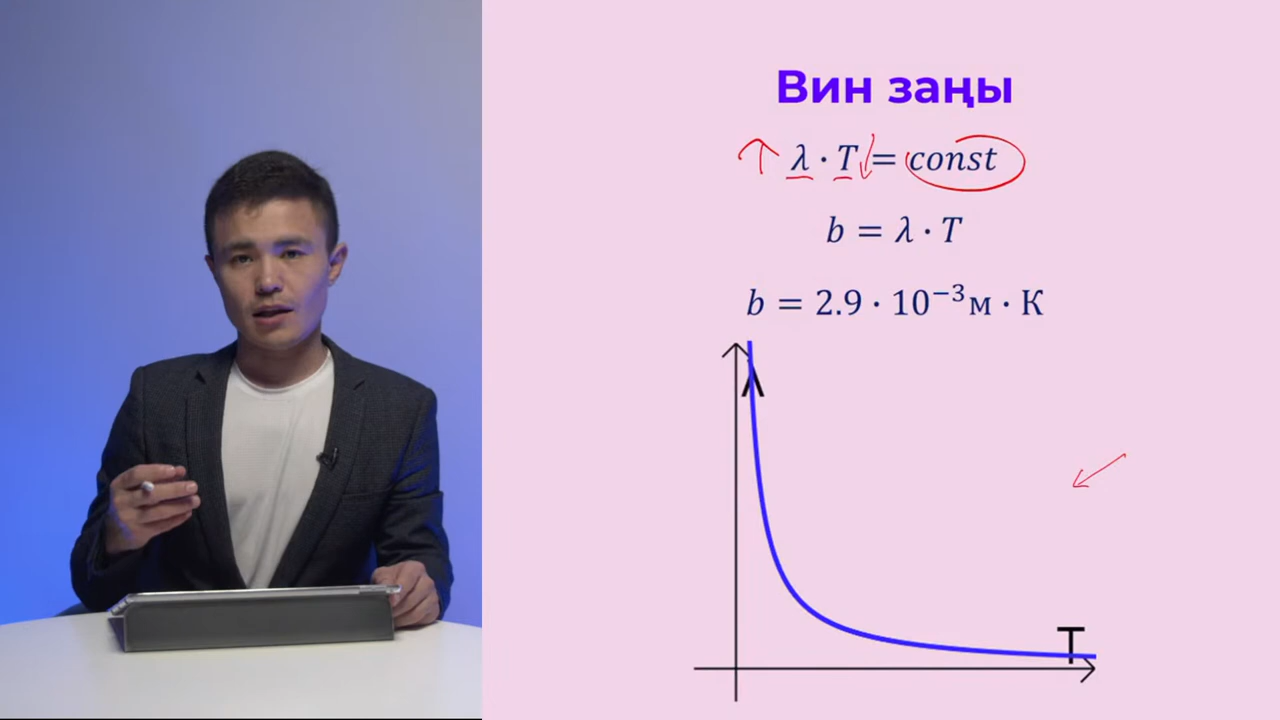 Вин заңы
λ · T = const
b = λ · T
b = 2.9 · 10⁻³м · К
λ
T